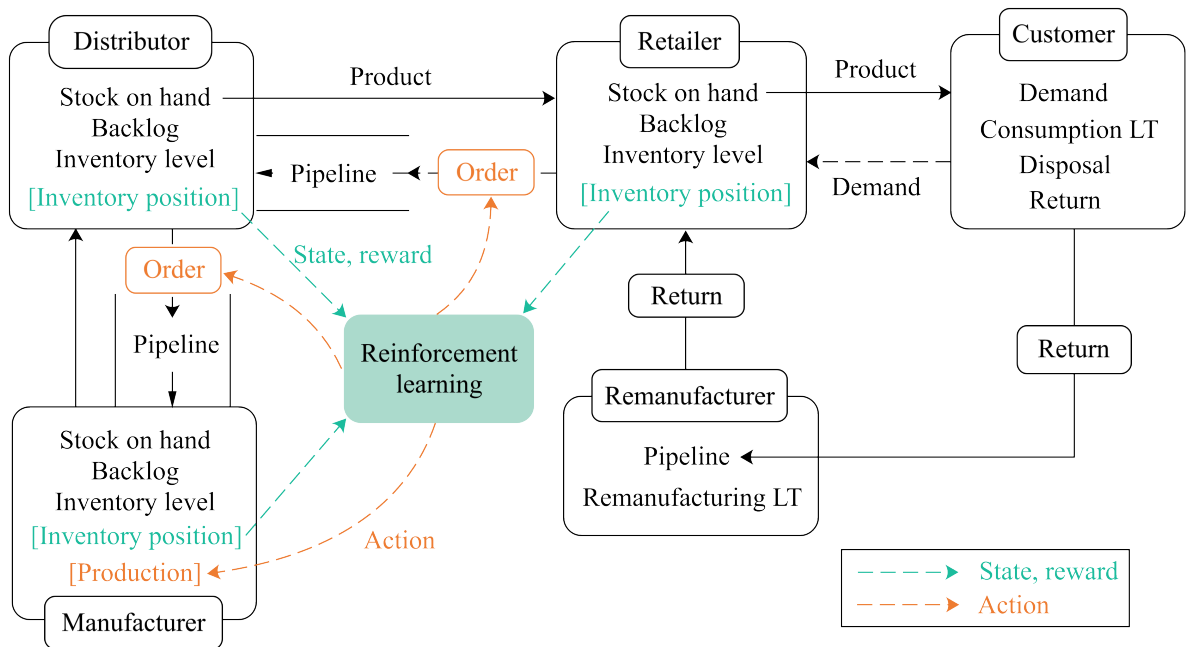 Distributor
Stock on hand
Backlog
Inventory level
[Inventory position]
Product
Pipeline
Order
Retailer
Stock on hand
Backlog
Inventory level
[Inventory position]
Product
Demand
Customer
Demand
Consumption LT
Disposal
Return
Order
Pipeline
State, reward
Reinforcement
learning
Return
Return
Remanufacturer
Pipeline
Remanufacturing LT
Stock on hand
Backlog
Inventory level
[Inventory position]
[Production]
Manufacturer
Action
State, reward
Action